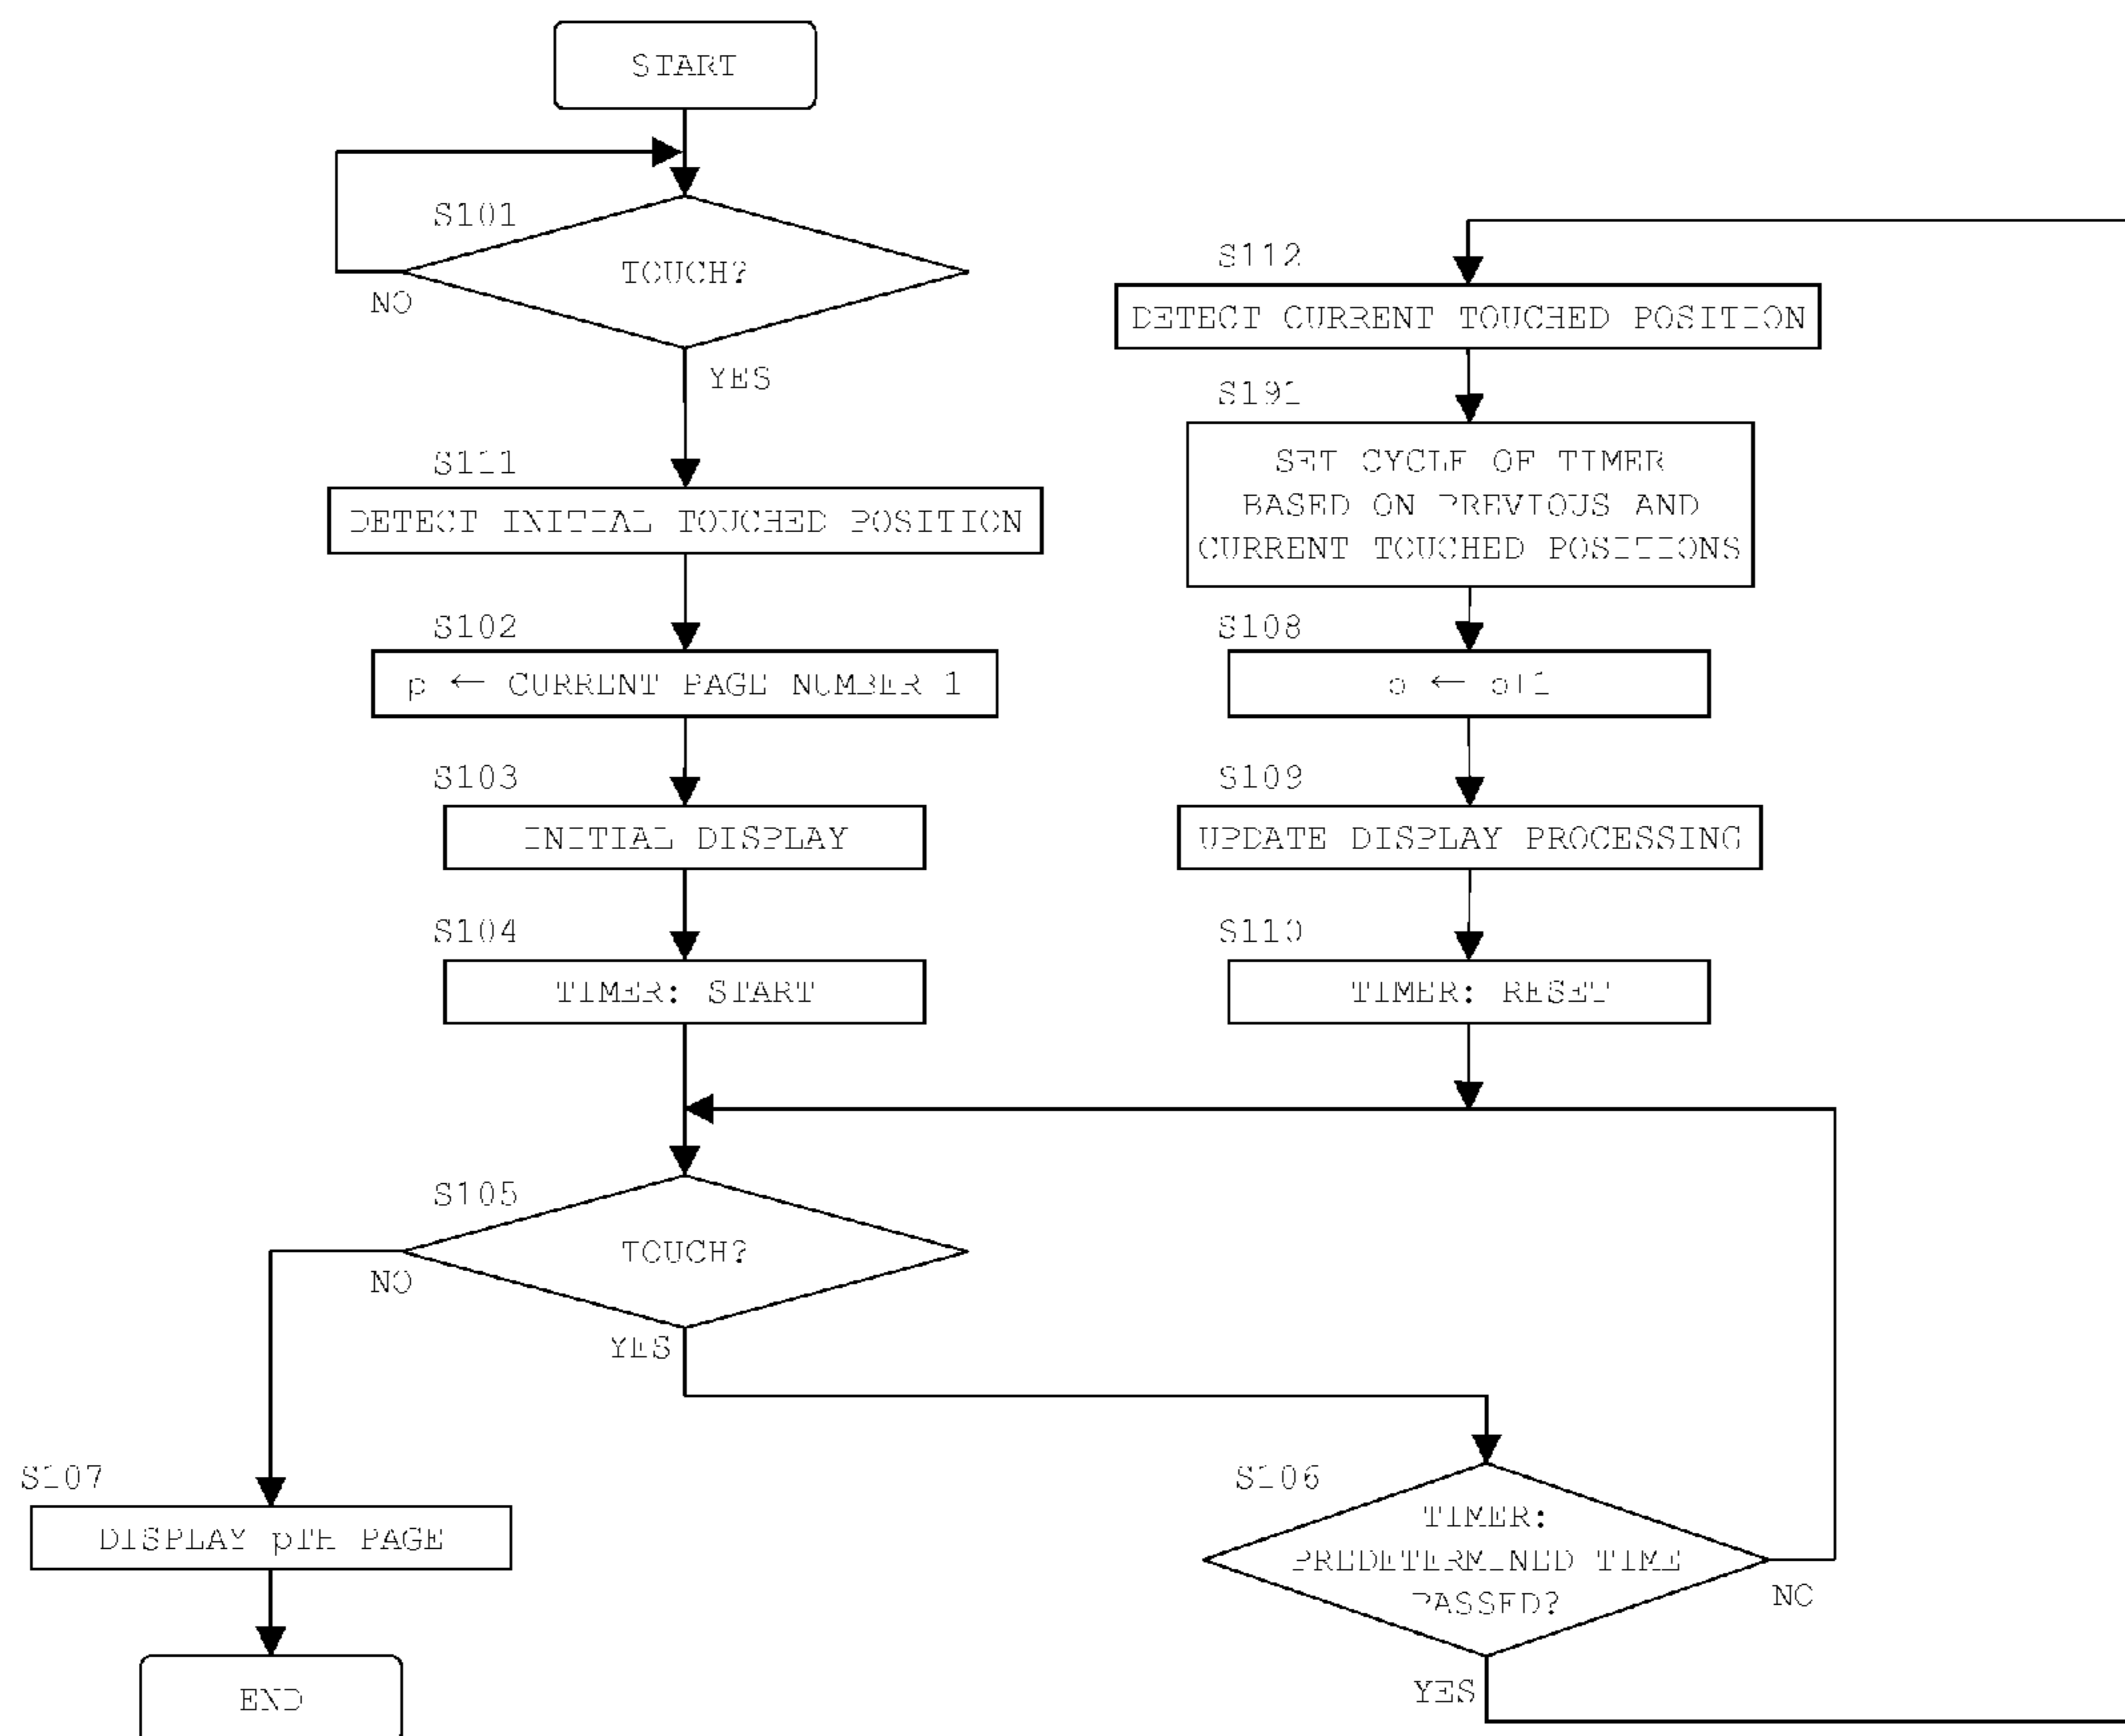 START
S101
TOUCH?
NO
YES
S111
DETECT INITIAL TOUCHED POSITION
S102
p ← CURRENT PAGE NUMBER 1
S103
INITIAL DISPLAY
S104
TIMER: START
S105
TOUCH?
NO
YES
S107
DISPLAY pTH PAGE
END
S106
TIMER:
PREDETERMINED TIME
PASSED?
NO
YES
S112
DETECT CURRENT TOUCHED POSITION
S191
SET CYCLE OF TIMER
BASED ON PREVIOUS AND
CURRENT TOUCHED POSITIONS
S108
p ← p+1
S109
UPDATE DISPLAY PROCESSING
S110
TIMER: RESET